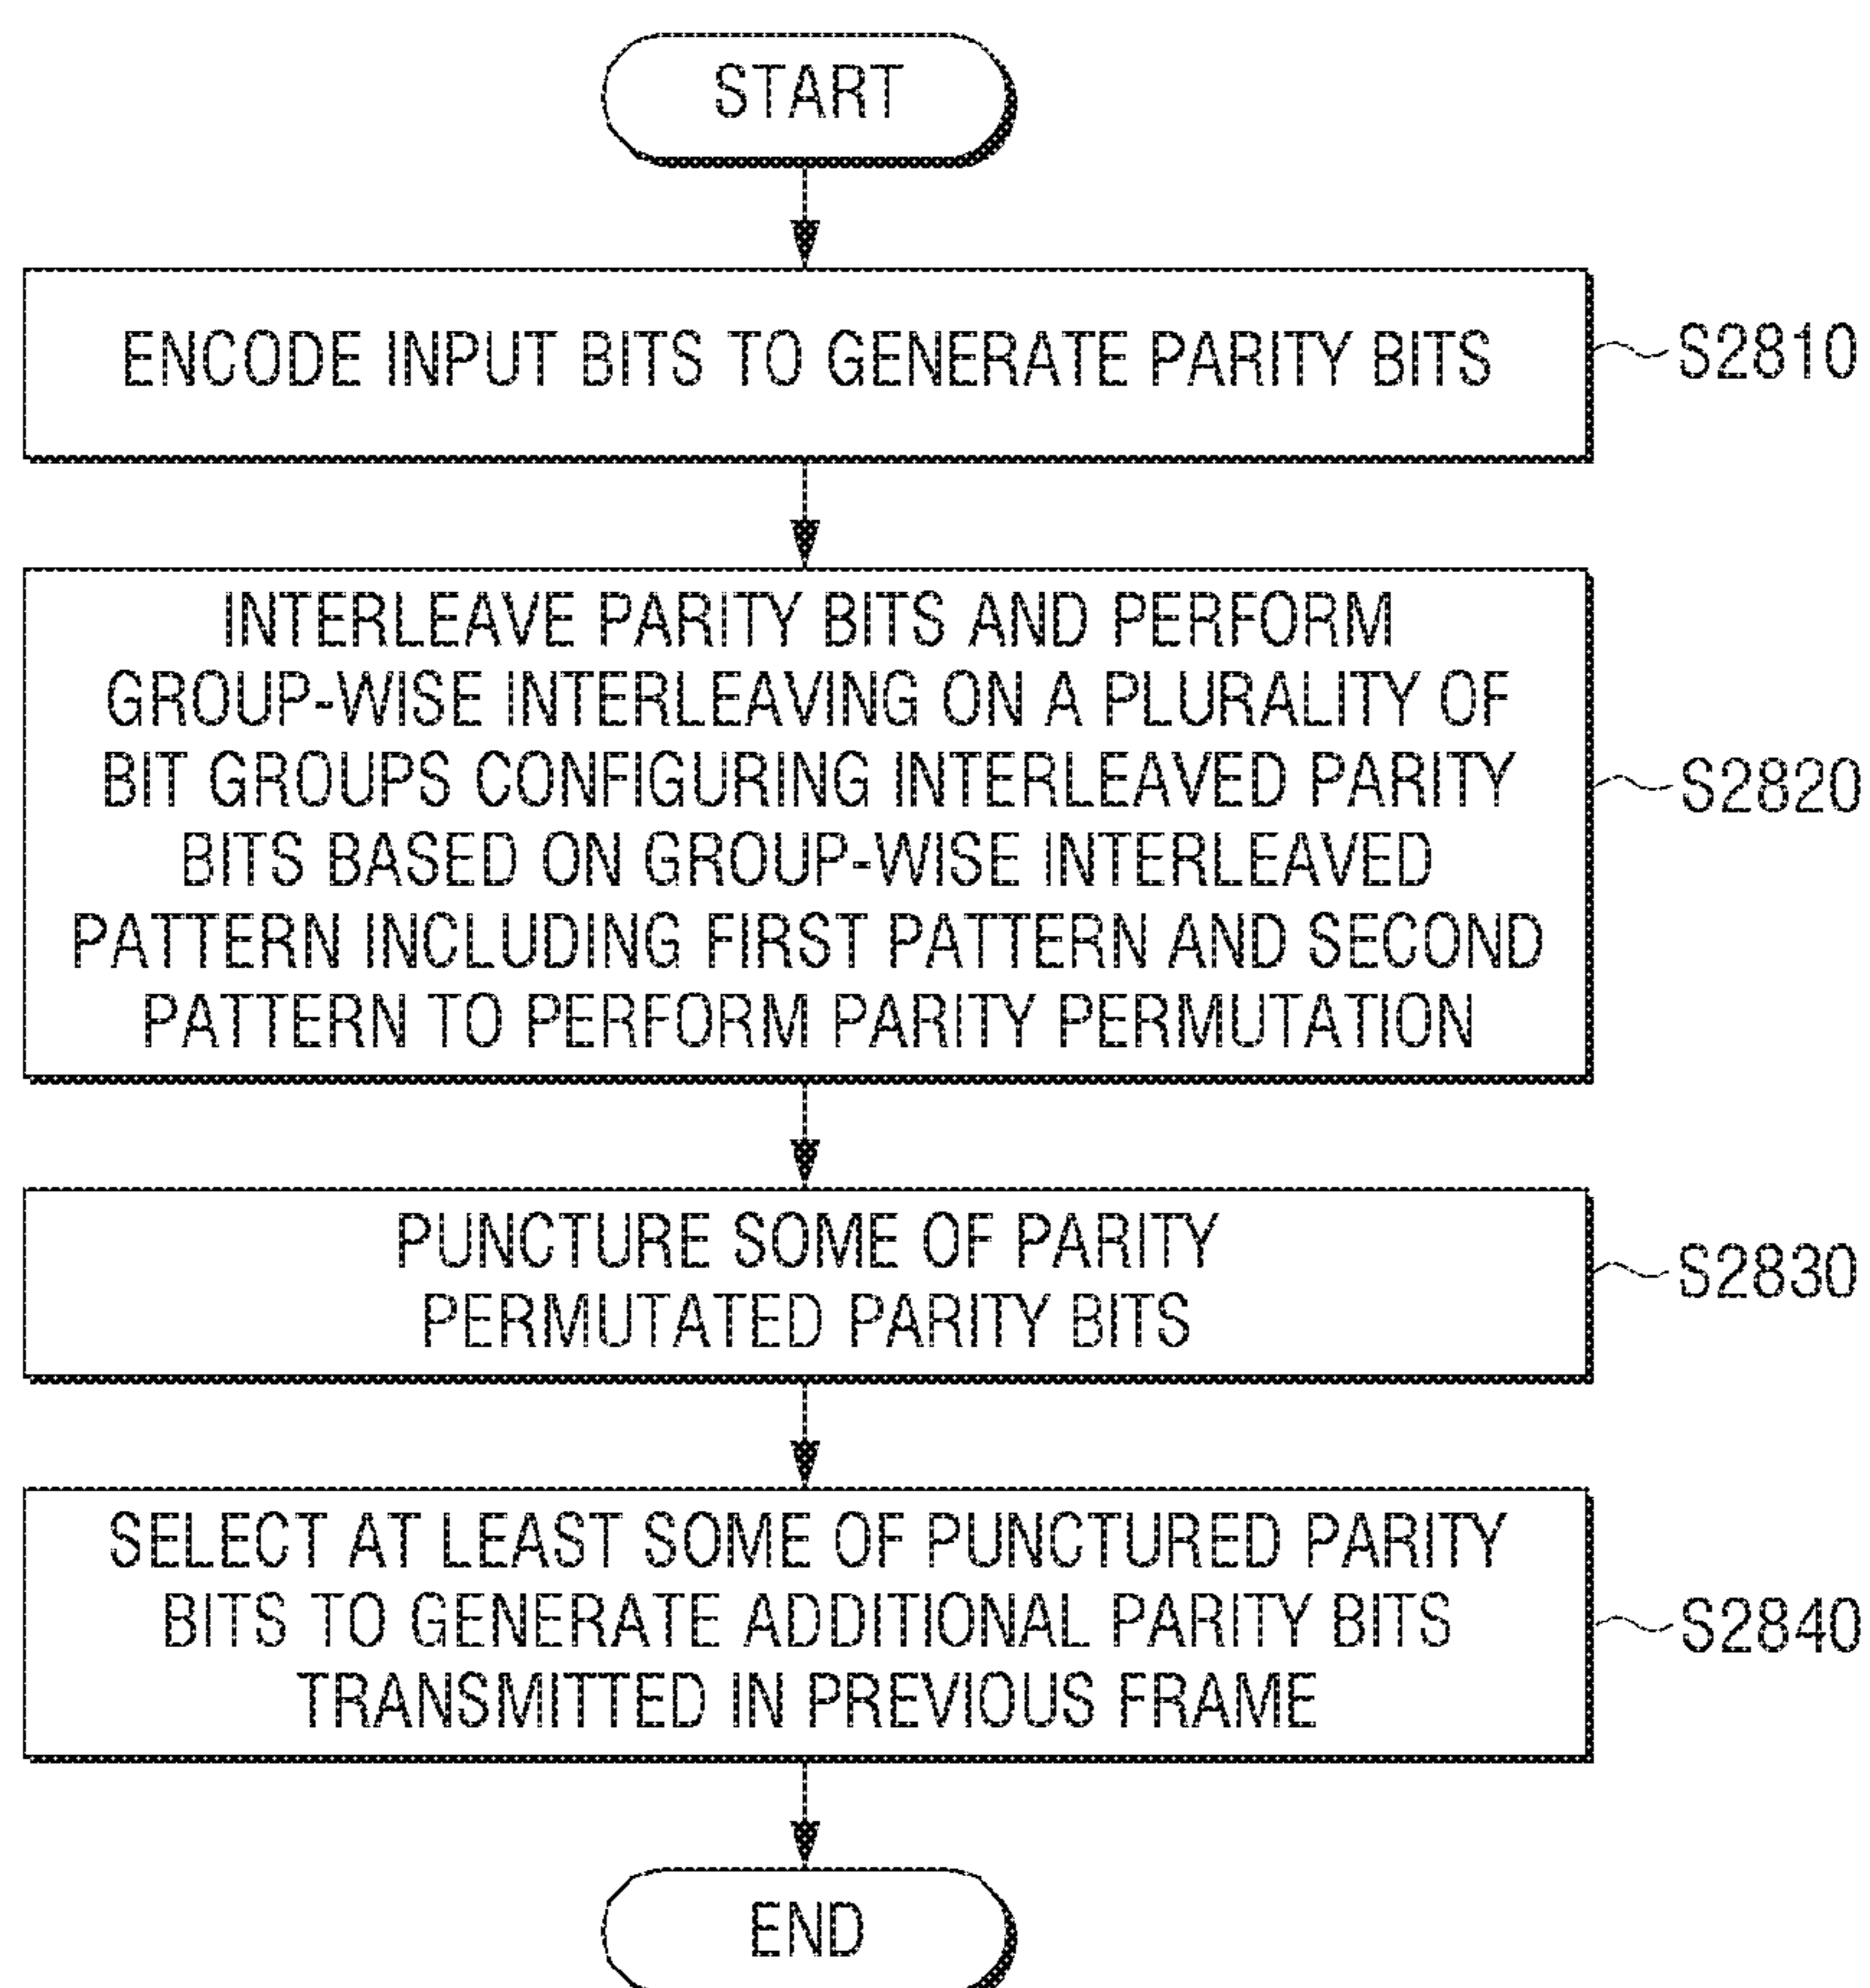 START
ENCODE INPUT BITS TO GENERATE PARITY BITS
S2810
INTERLEAVE PARITY BITS AND PERFORM
GROUP-WISE INTERLEAVING ON A PLURALITY OF
BIT GROUPS CONFIGURING INTERLEAVED PARITY
BITS BASED ON GROUP-WISE INTERLEAVED
PATTERN INCLUDING FIRST PATTERN AND SECOND
PATTERN TO PERFORM PARITY PERMUTATION
S2820
PUNCTURE SOME OF PARITY
PERMUTATED PARITY BITS
S2830
SELECT AT LEAST SOME OF PUNCTURED PARITY
BITS TO GENERATE ADDITIONAL PARITY BITS
TRANSMITTED IN PREVIOUS FRAME
S2840
END